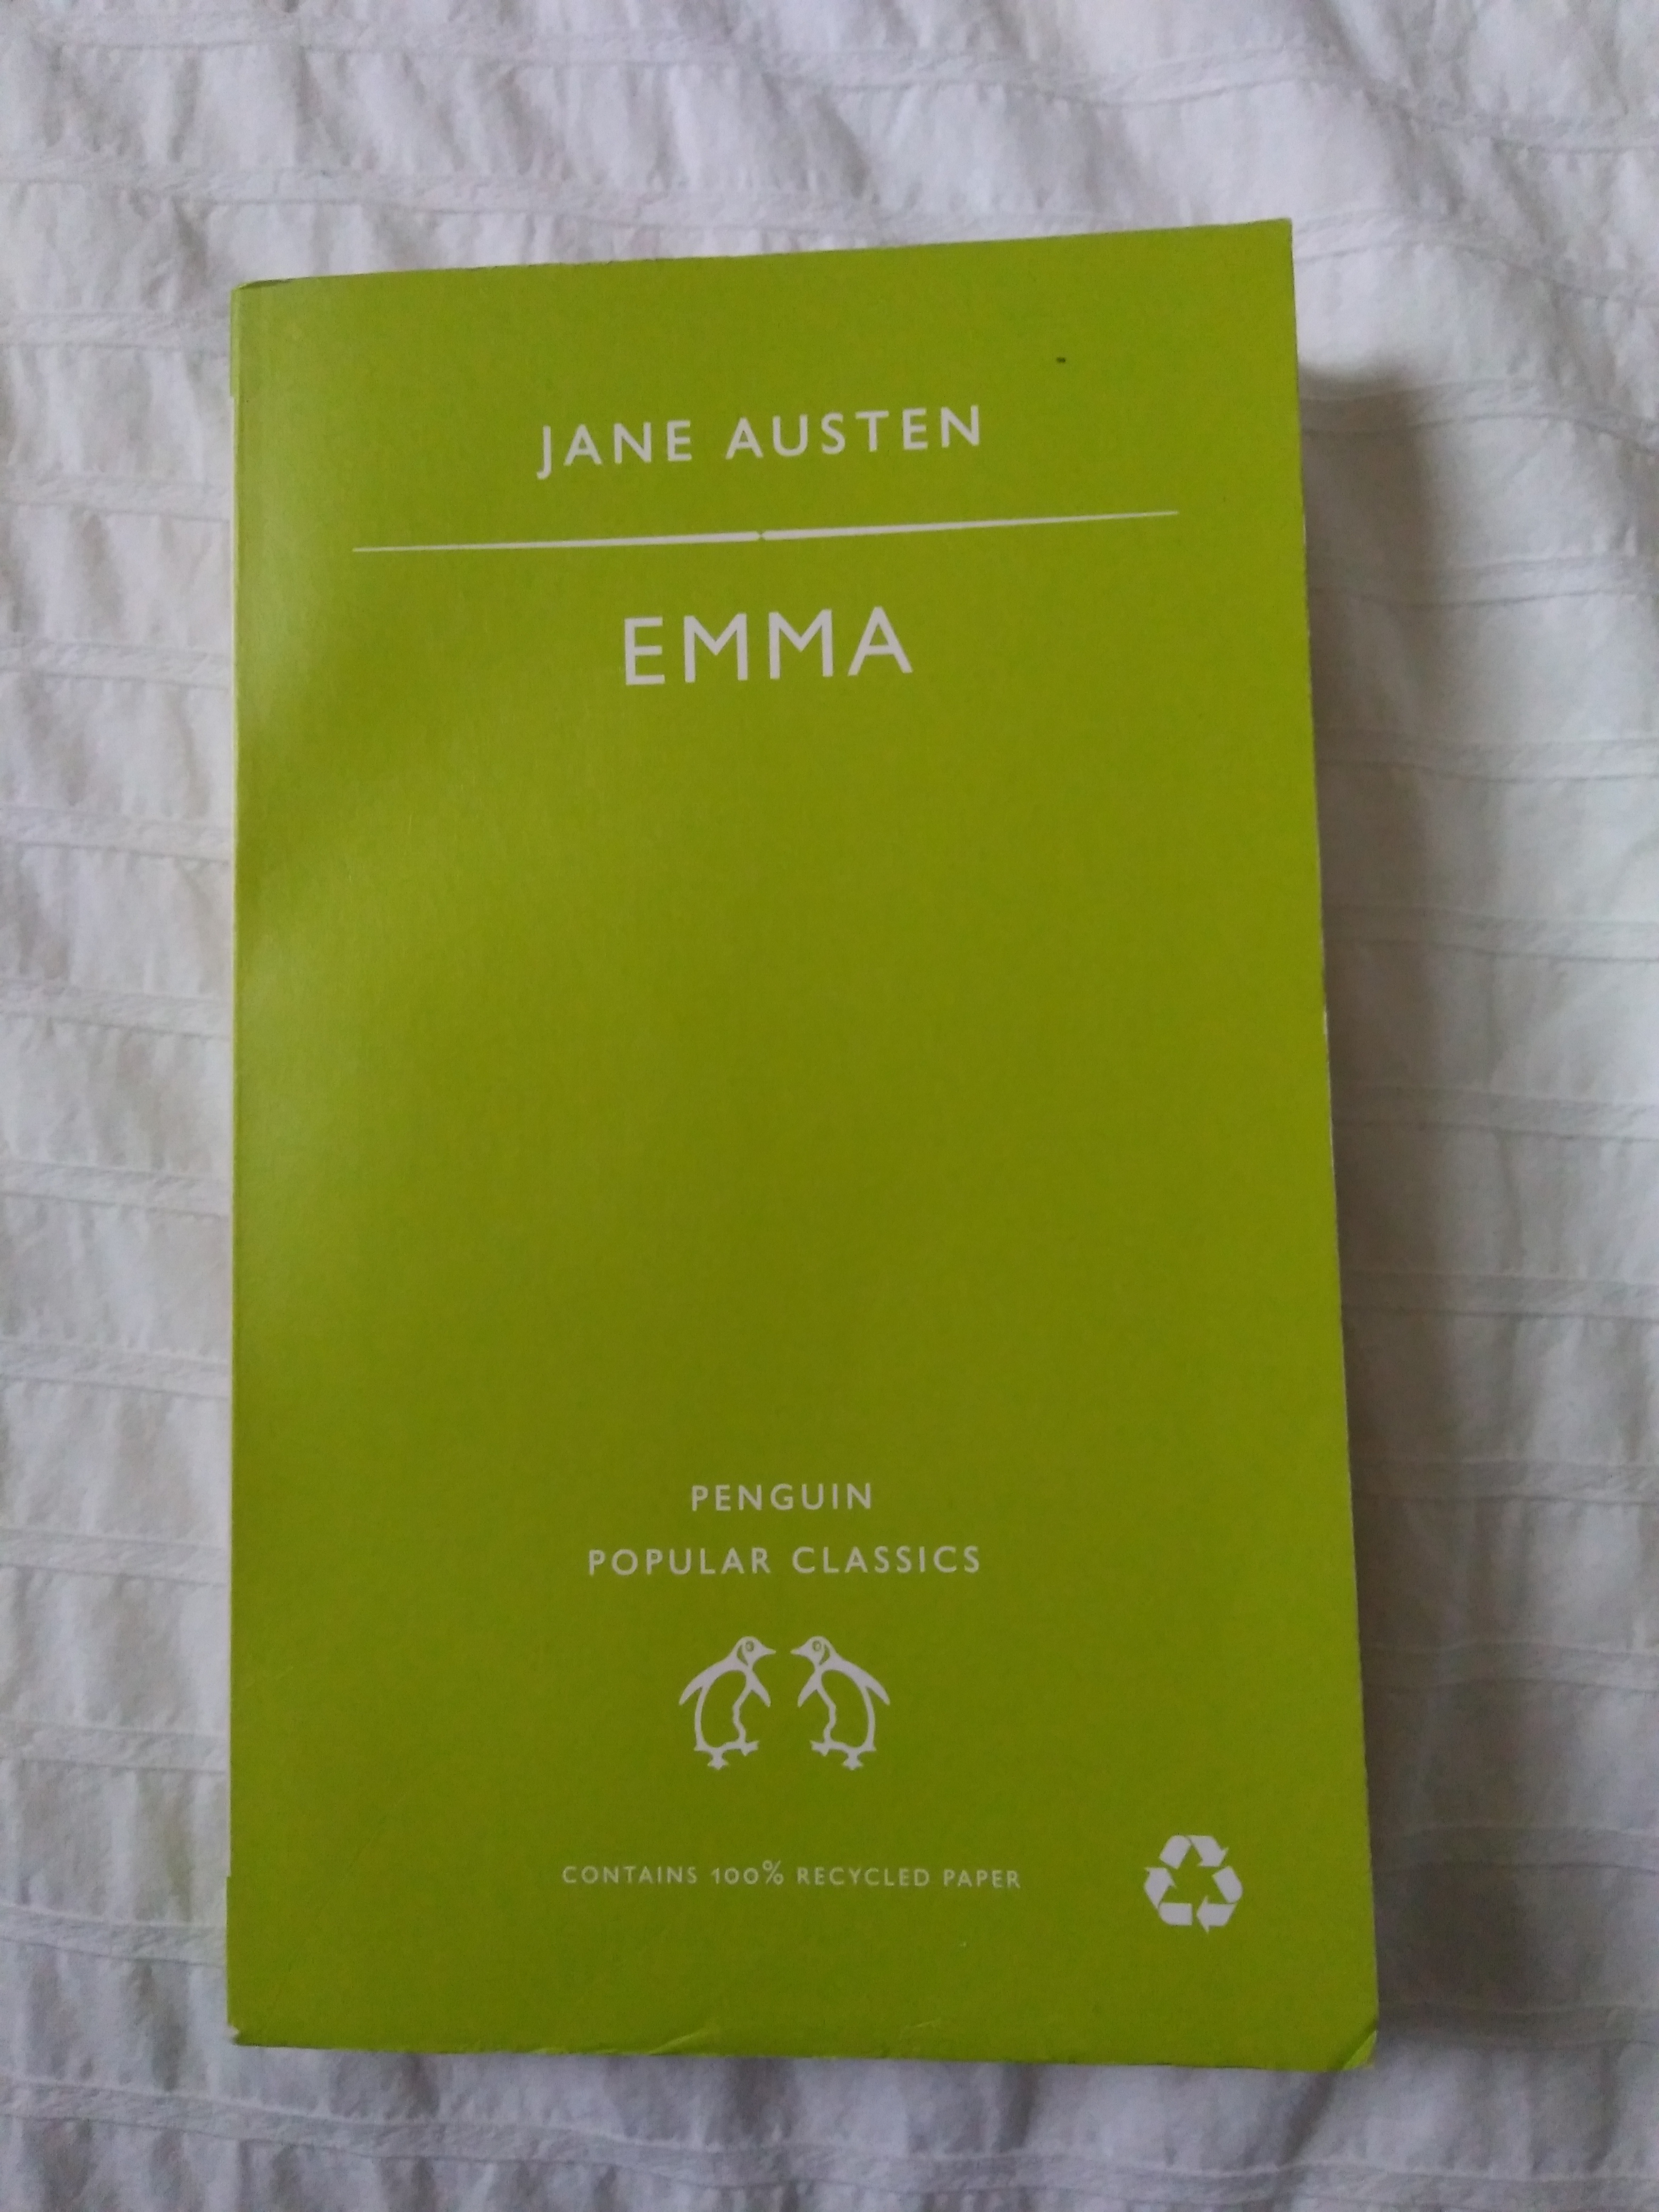 JANE AUSTEN
EMMA
PENGUIN
POPULAR CLASSICS
CONTAINS 100% RECYCLED PAPER